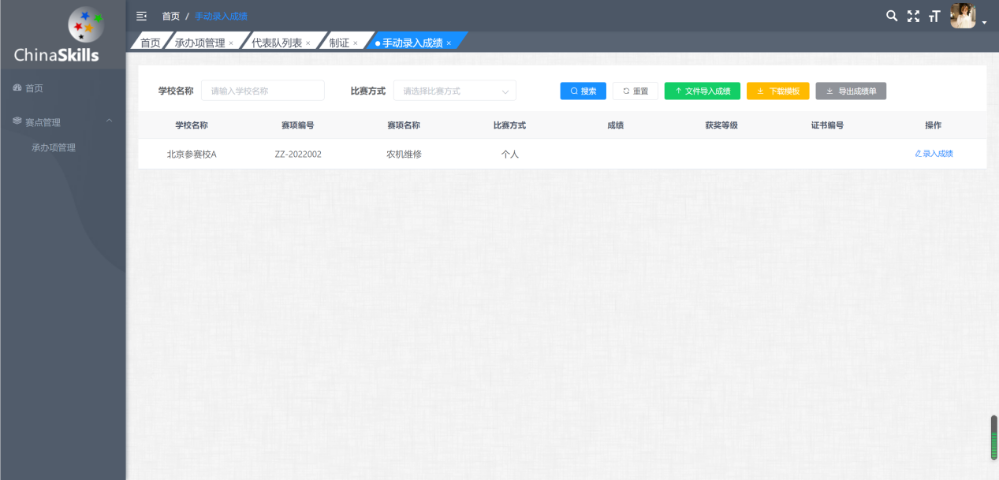 ChinaSkills
首页
赛点管理
承办项管理
首页 / 手动录入成绩
首页 承办项管理 × 代表队列表 × 制证 × 手动录入成绩 ×
学校名称 请输入学校名称 比赛方式 请选择比赛方式 搜索 重置 文件导入成绩 下载模板 导出成绩单
学校名称 赛项编号 赛项名称 比赛方式 成绩 获奖等级 证书编号 操作
北京参赛校A ZZ-2022002 农机维修 个人 录入成绩